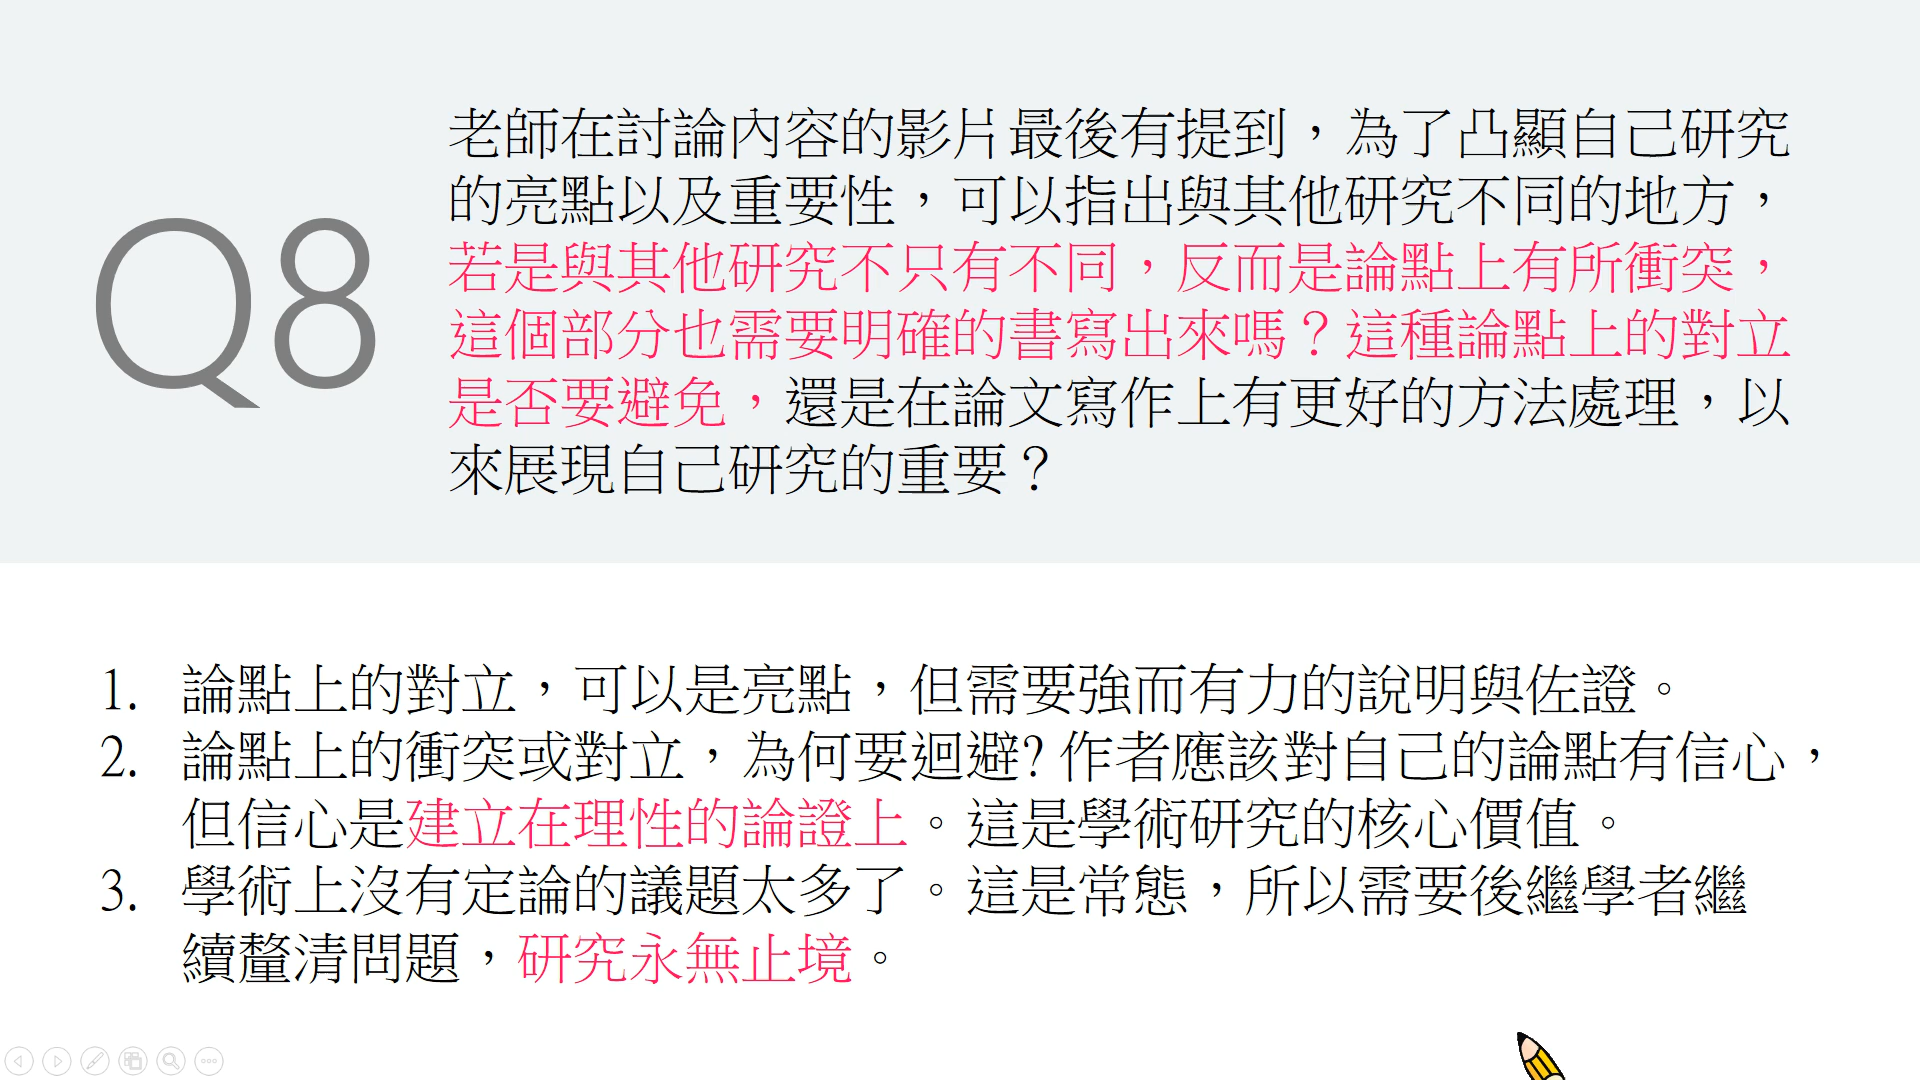 Q8
老師在討論內容的影片最後有提到，為了凸顯自己研究
的亮點以及重要性，可以指出與其他研究不同的地方，
若是與其他研究不只有不同，反而是論點上有所衝突，
這個部分也需要明確的書寫出來嗎？這種論點上的對立
是否要避免，還是在論文寫作上有更好的方法處理，以
來展現自己研究的重要？
1. 論點上的對立，可以是亮點，但需要強而有力的說明與佐證。
2. 論點上的衝突或對立，為何要迴避? 作者應該對自己的論點有信心，
但信心是建立在理性的論證上。這是學術研究的核心價值。
3. 學術上沒有定論的議題太多了。這是常態，所以需要後繼學者繼
續釐清問題，研究永無止境。